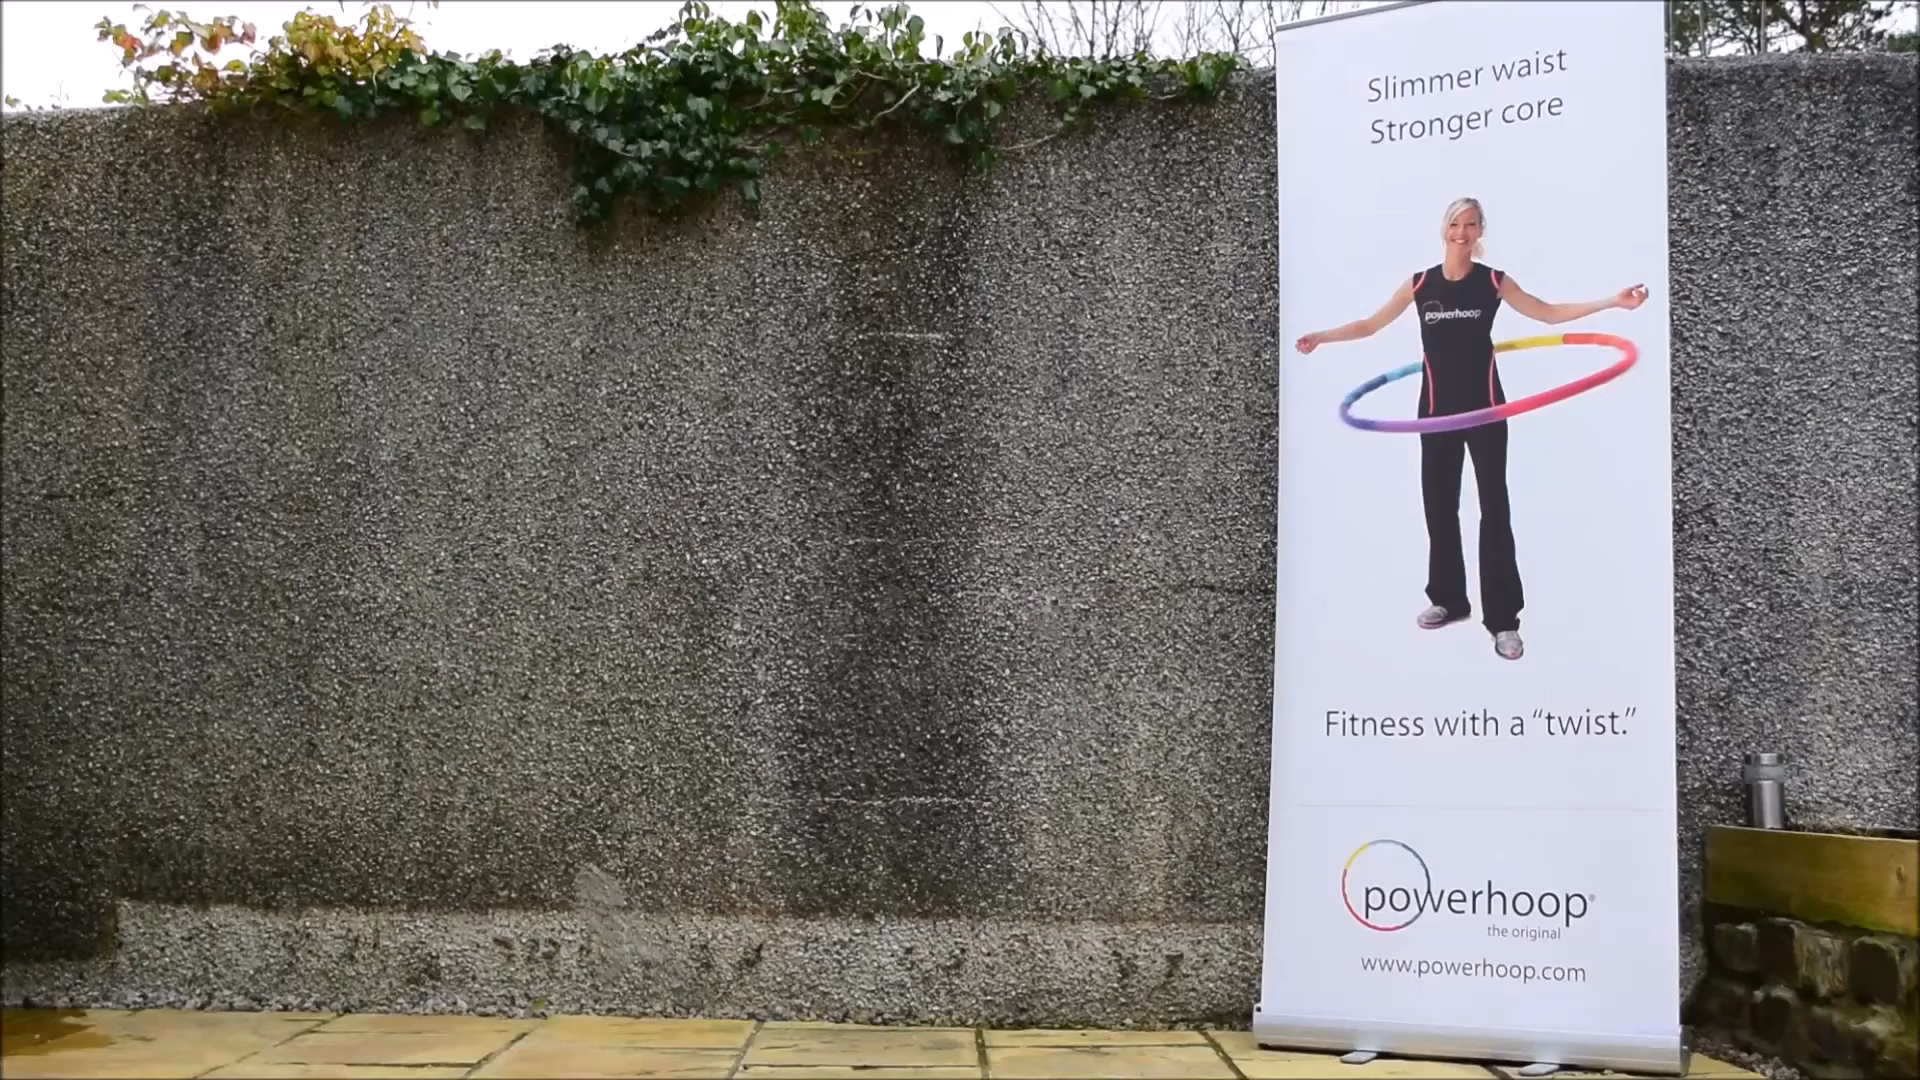 Slimmer waist
Stronger core
powerhoop
Fitness with a “twist.”
powerhoop®
the original
www.powerhoop.com